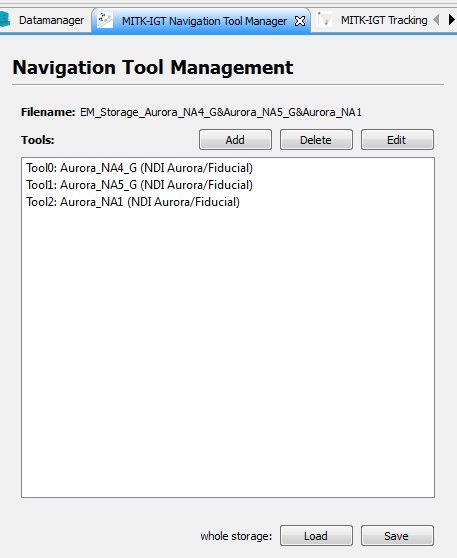 Datamanager MITK-IGT Navigation Tool Manager MITK-IGT Tracking
Navigation Tool Management
Filename: EM_Storage_Aurora_NA4_G&Aurora_NA5_G&Aurora_NA1
Tools: Add Delete Edit
Tool0: Aurora_NA4_G (NDI Aurora/Fiducial)
Tool1: Aurora_NA5_G (NDI Aurora/Fiducial)
Tool2: Aurora_NA1 (NDI Aurora/Fiducial)
whole storage: Load Save